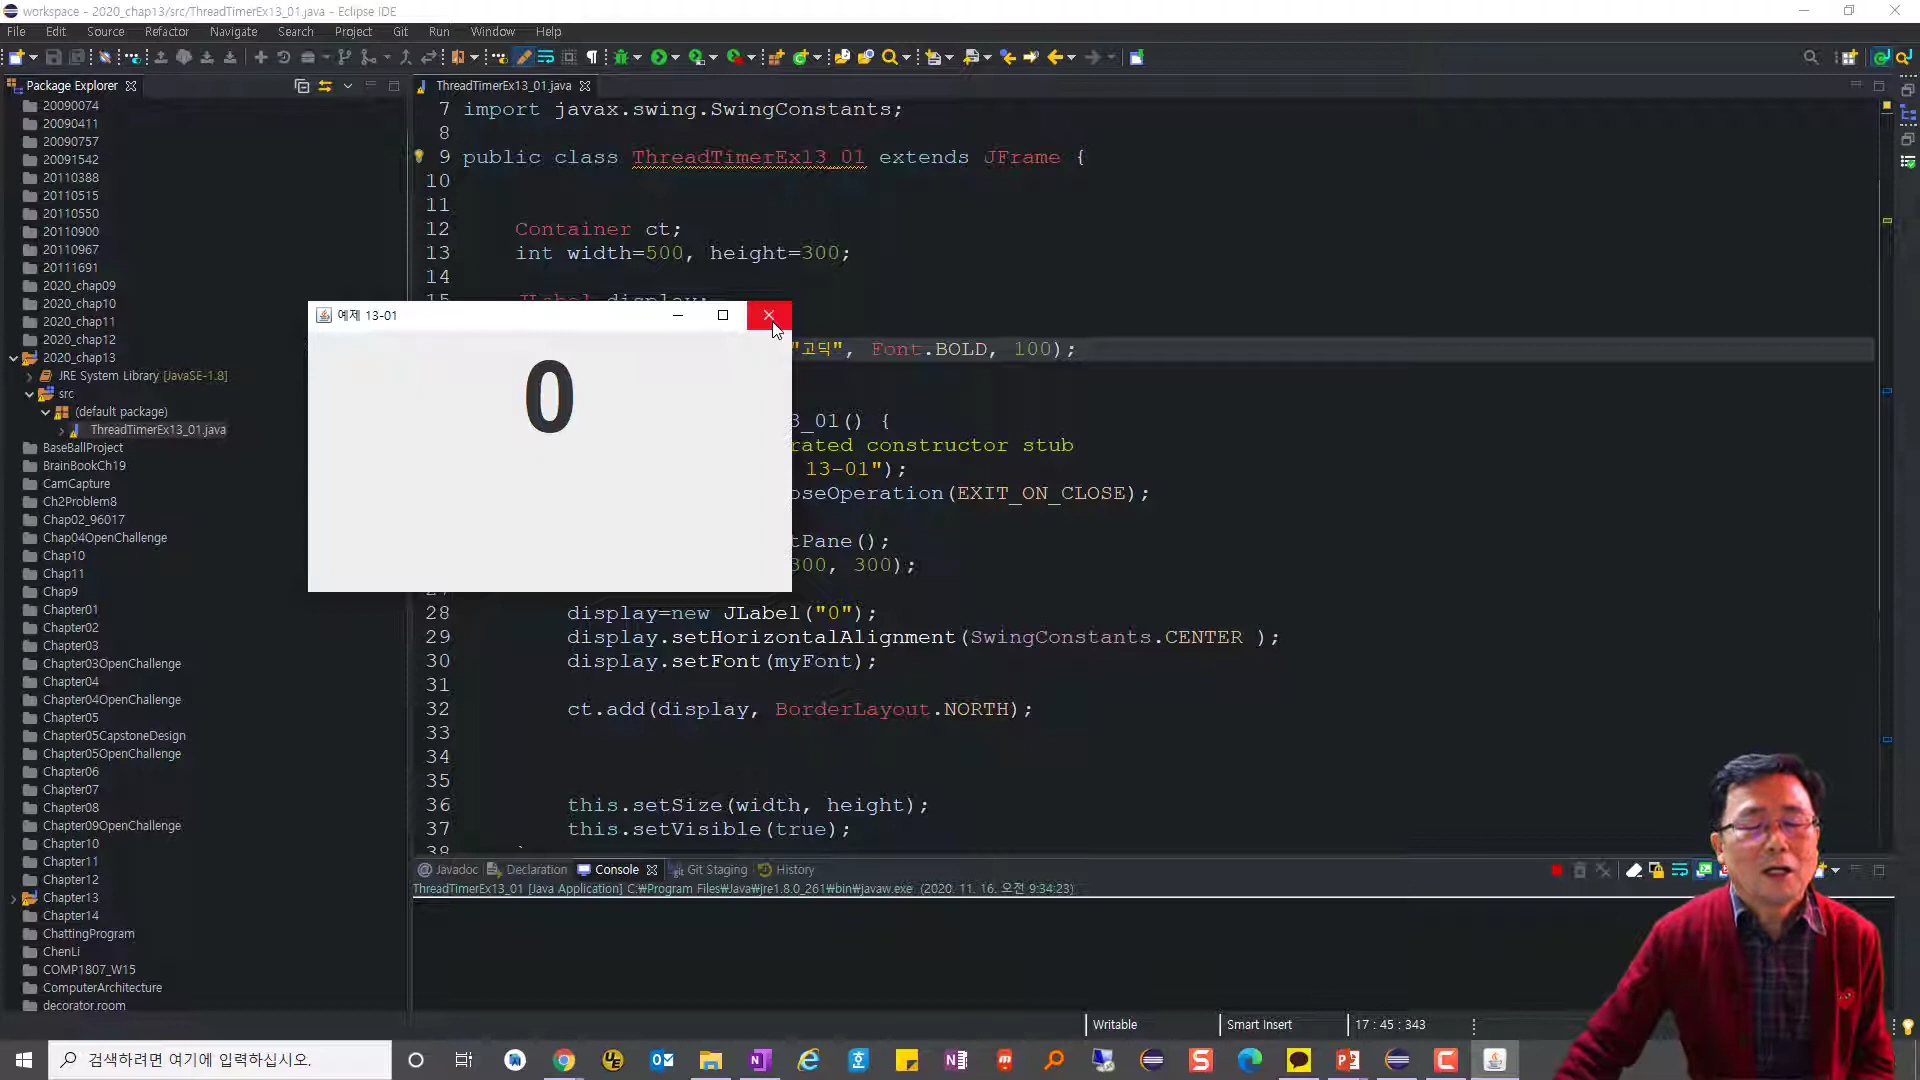 workspace - 2020_chap13/src/ThreadTimerEx13_01.java - Eclipse IDE
File Edit Source Refactor Navigate Search Project Git Run Window Help
Package Explorer
ThreadTimerEx13_01.java
20090074
20090411
20090757
20091542
20110388
20110515
20110550
20110900
20110967
20111691
2020_chap09
2020_chap10
2020_chap11
2020_chap12
2020_chap13
JRE System Library [JavaSE-1.8]
src
(default package)
ThreadTimerEx13_01.java
BaseBallProject
BrainBookCh19
CamCapture
Ch2Problem8
Chap02_96017
Chap04OpenChallenge
Chap10
Chap11
Chap9
Chapter01
Chapter02
Chapter03
Chapter03OpenChallenge
Chapter04
Chapter04OpenChallenge
Chapter05
Chapter05CapstoneDesign
Chapter05OpenChallenge
Chapter06
Chapter07
Chapter08
Chapter09OpenChallenge
Chapter10
Chapter11
Chapter12
Chapter13
Chapter14
ChattingProgram
ChenLi
COMP1807_W15
ComputerArchitecture
decorator.room
7 import javax.swing.SwingConstants;
8
9 public class ThreadTimerEx13_01 extends JFrame {
10
11
12 Container ct;
13 int width=500, height=300;
14
15 JLabel display;
예제 13-01
0
"고딕", Font.BOLD, 100);
3_01() {
rated constructor stub
13-01");
oseOperation(EXIT_ON_CLOSE);
tPane();
300, 300);
28 display=new JLabel("0");
29 display.setHorizontalAlignment(SwingConstants.CENTER );
30 display.setFont(myFont);
31
32 ct.add(display, BorderLayout.NORTH);
33
34
35
36 this.setSize(width, height);
37 this.setVisible(true);
38
@ Javadoc Declaration Console Git Staging History
ThreadTimerEx13_01 [Java Application] C:₩Program Files₩Java₩jre1.8.0_261₩bin₩javaw.exe (2020. 11. 16. 오전 9:34:23)
Writable Smart Insert 17 : 45 : 343
검색하려면 여기에 입력하십시오.